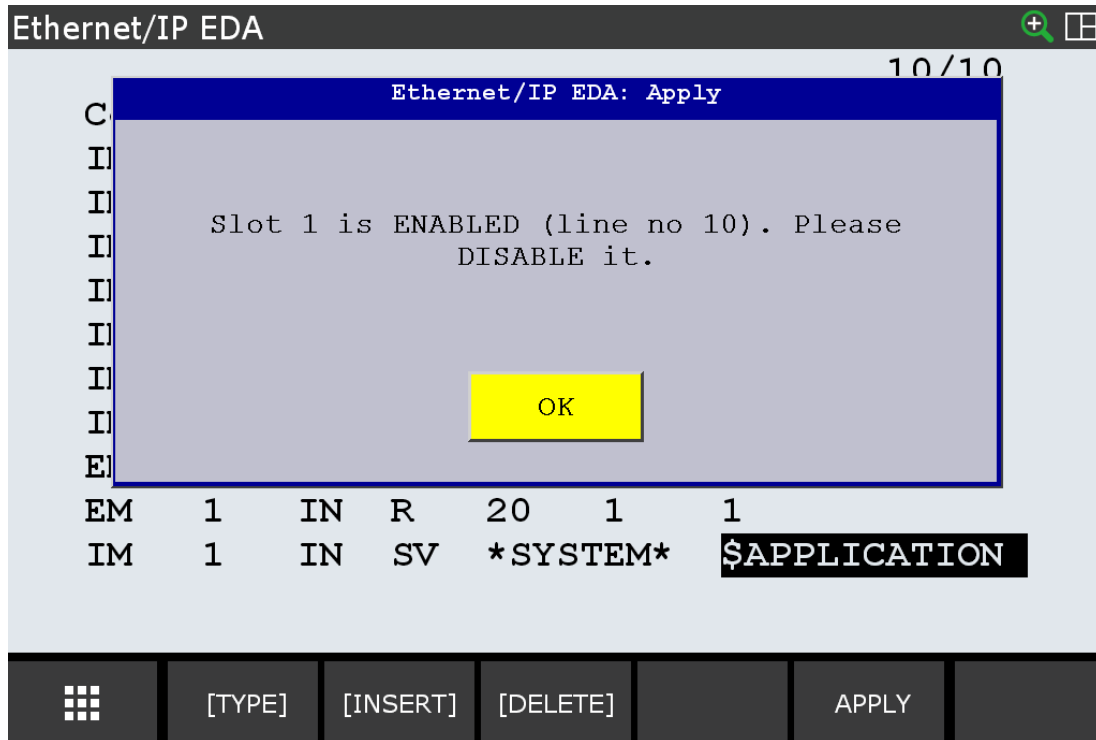 Ethernet/IP EDA
10/10
Ethernet/IP EDA: Apply
Slot 1 is ENABLED (line no 10). Please
DISABLE it.
OK
EM 1 IN R 20 1 1
IM 1 IN SV *SYSTEM* $APPLICATION
[TYPE] [INSERT] [DELETE] APPLY